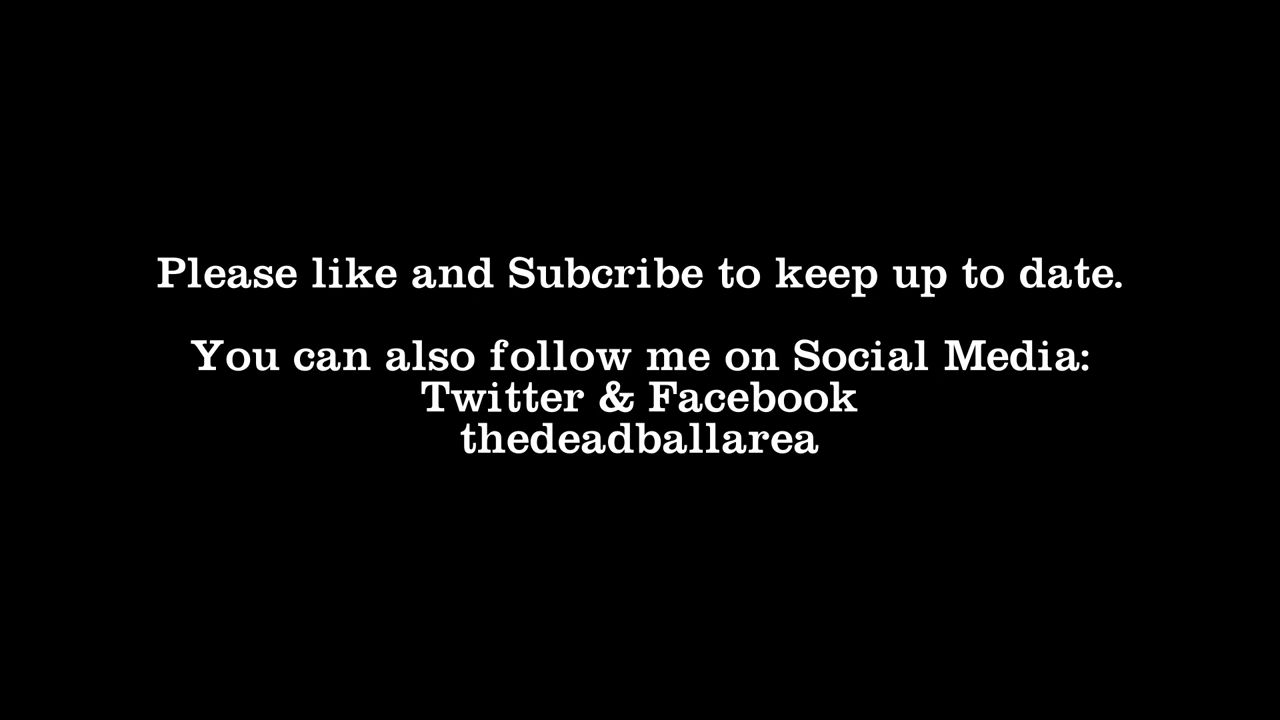 Please like and Subcribe to keep up to date.
You can also follow me on Social Media:
Twitter & Facebook
thedeadballarea